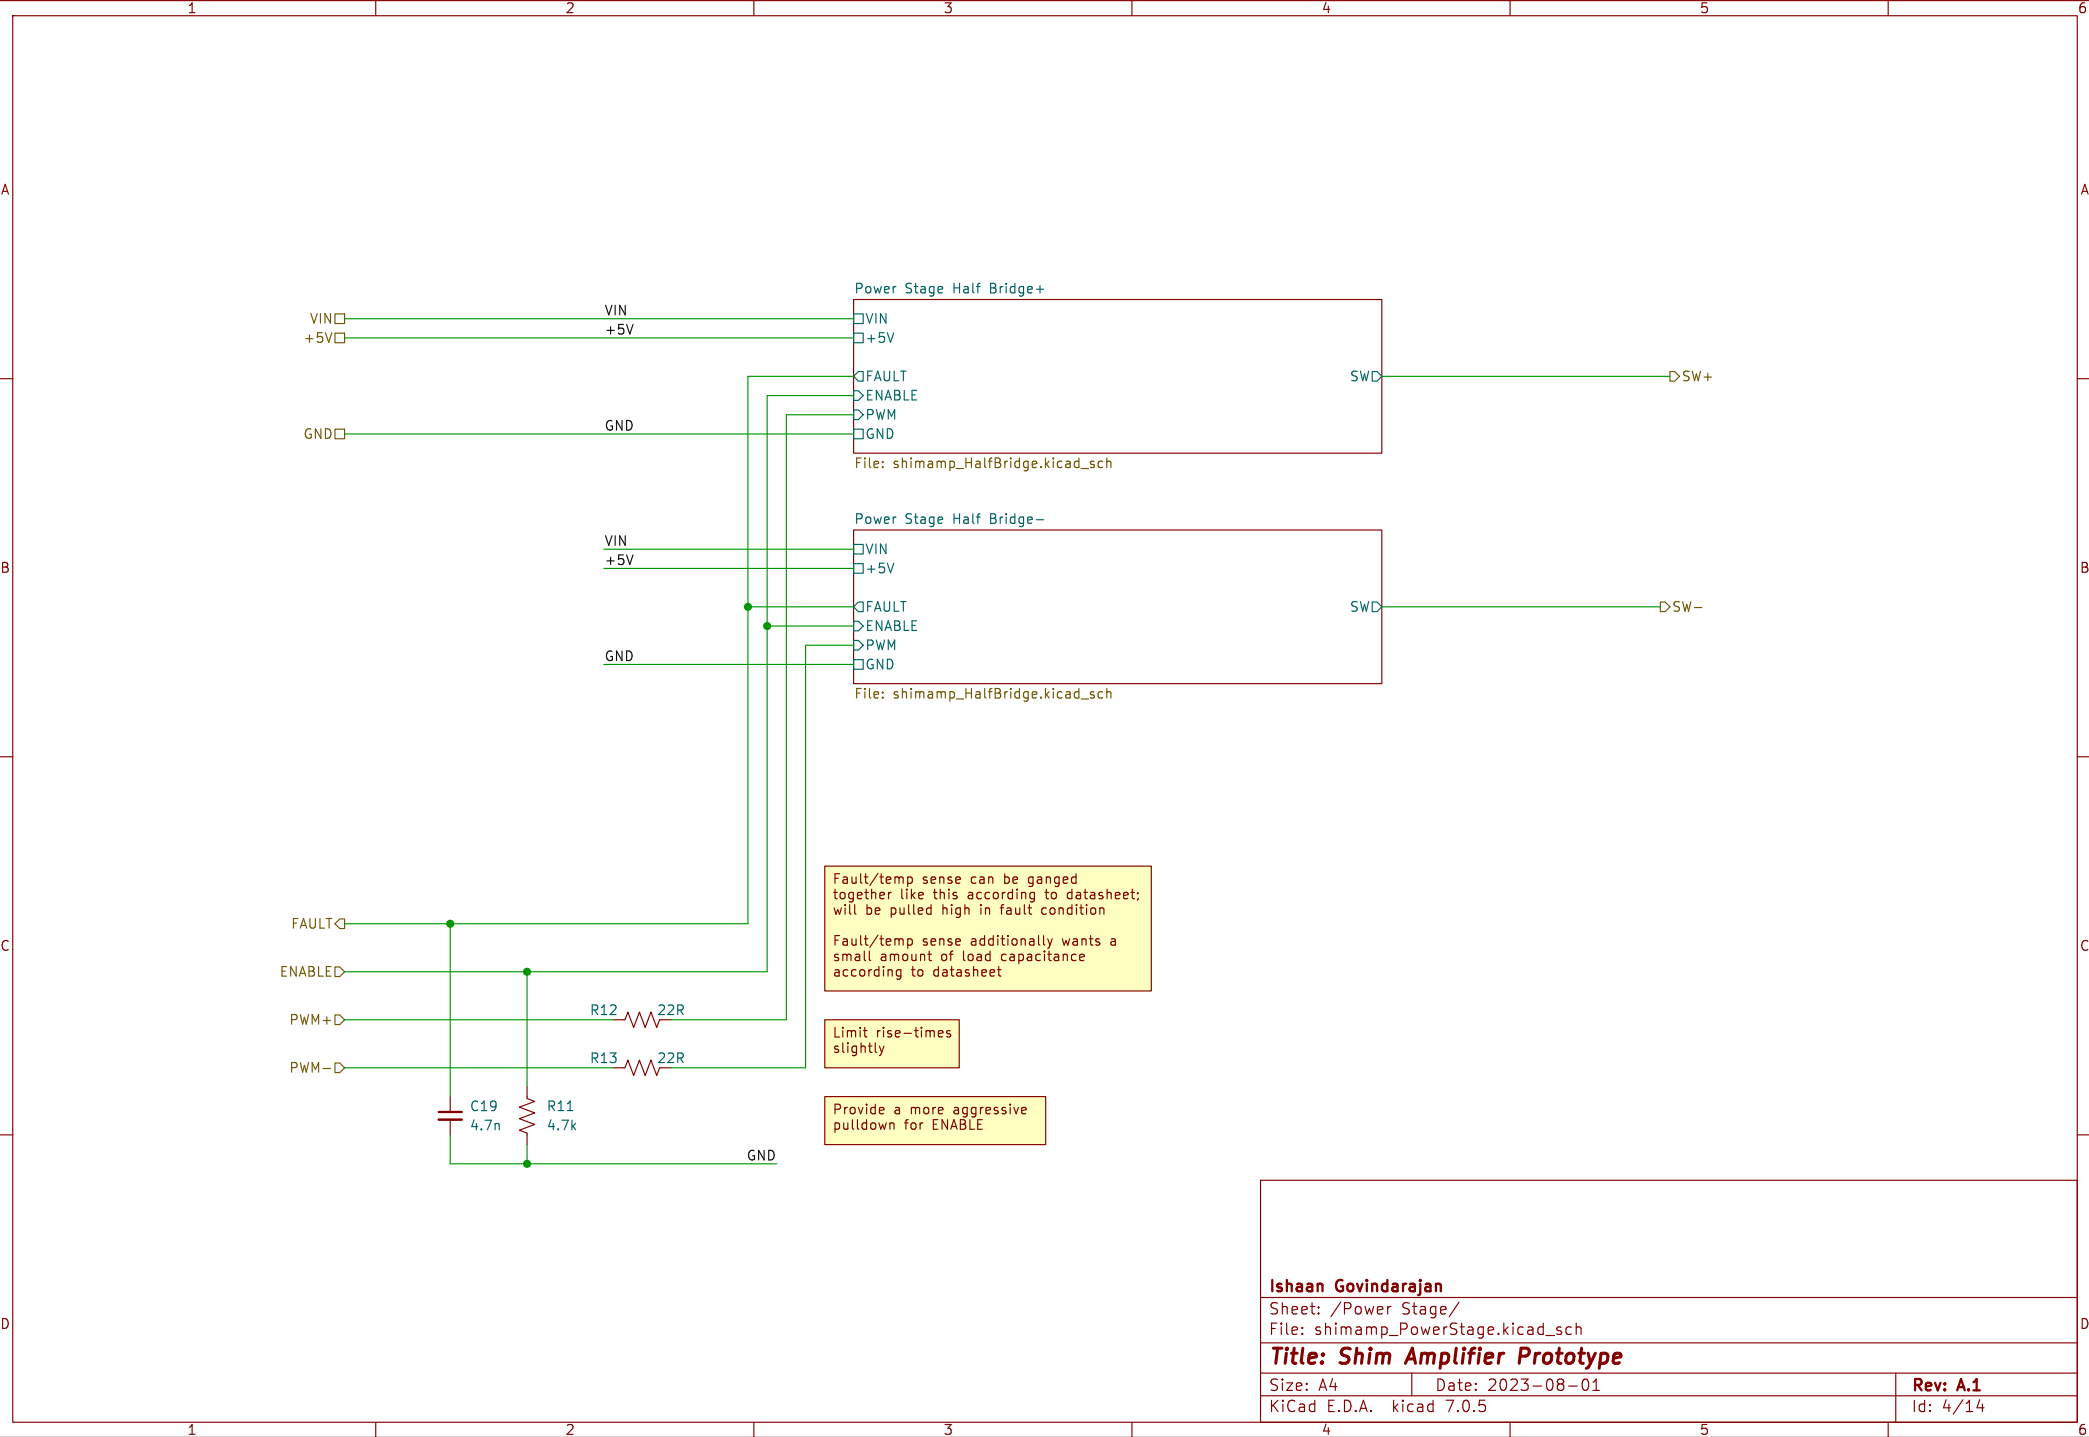 1 2 3 4 5 6
A A
Power Stage Half Bridge+
VIN VIN VIN
+5V +5V +5V
FAULT SW SW+
ENABLE
PWM
GND GND GND
File: shimamp_HalfBridge.kicad_sch
Power Stage Half Bridge-
VIN VIN
+5V +5V
B B
FAULT SW SW-
ENABLE
PWM
GND GND
File: shimamp_HalfBridge.kicad_sch
Fault/temp sense can be ganged
together like this according to datasheet;
will be pulled high in fault condition
Fault/temp sense additionally wants a
small amount of load capacitance
according to datasheet
FAULT
C C
ENABLE
PWM+ R12 22R
Limit rise-times
slightly
PWM- R13 22R
C19 R11
4.7n 4.7k
Provide a more aggressive
pulldown for ENABLE
GND
Ishaan Govindarajan
Sheet: /Power Stage/
File: shimamp_PowerStage.kicad_sch
D D
Title: Shim Amplifier Prototype
Size: A4 Date: 2023-08-01 Rev: A.1
KiCad E.D.A. kicad 7.0.5 Id: 4/14
1 2 3 4 5 6